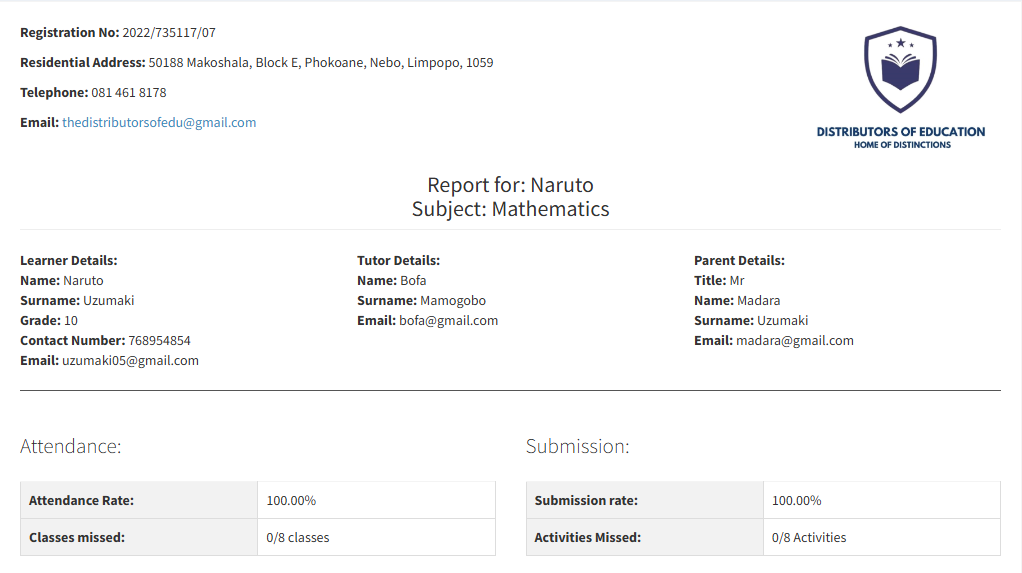 Registration No: 2022/735117/07
Residential Address: 50188 Makoshala, Block E, Phokoane, Nebo, Limpopo, 1059
Telephone: 081 461 8178
Email: thedistributorsofedu@gmail.com
DISTRIBUTORS OF EDUCATION
HOME OF DISTINCTIONS
Report for: Naruto
Subject: Mathematics
Learner Details:
Name: Naruto
Surname: Uzumaki
Grade: 10
Contact Number: 768954854
Email: uzumaki05@gmail.com
Tutor Details:
Name: Bofa
Surname: Mamogobo
Email: bofa@gmail.com
Parent Details:
Title: Mr
Name: Madara
Surname: Uzumaki
Email: madara@gmail.com
Attendance:
Attendance Rate: 100.00%
Classes missed: 0/8 classes
Submission:
Submission rate: 100.00%
Activities Missed: 0/8 Activities